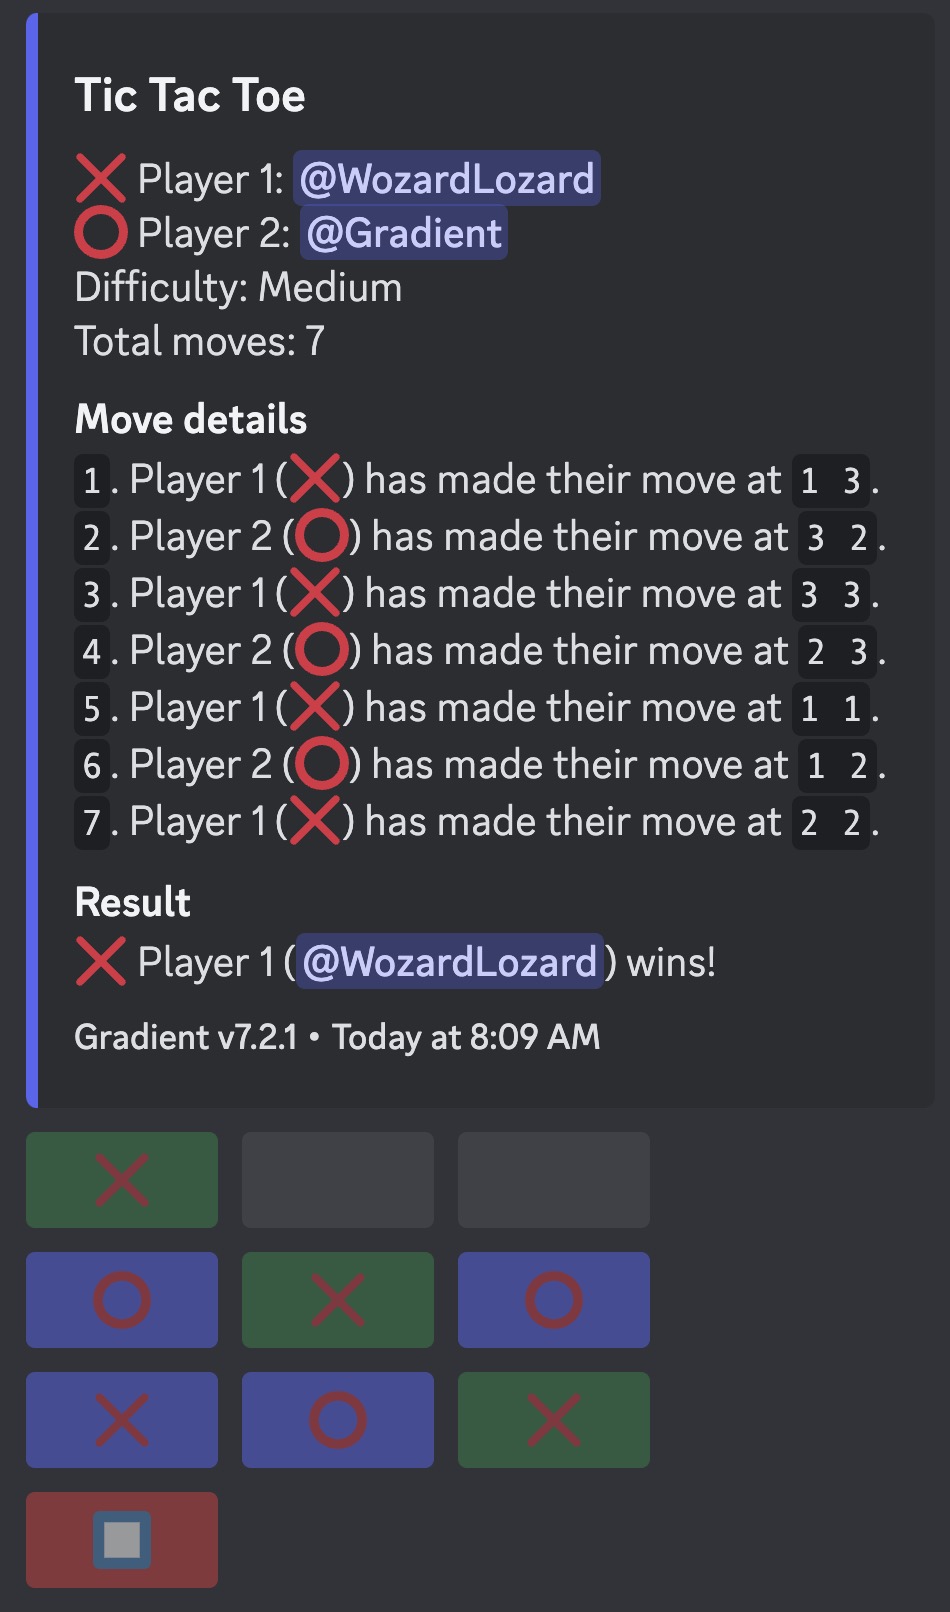 Tic Tac Toe
❌ Player 1: @WozardLozard
⭕ Player 2: @Gradient
Difficulty: Medium
Total moves: 7
Move details
1. Player 1 (❌) has made their move at 1 3.
2. Player 2 (⭕) has made their move at 3 2.
3. Player 1 (❌) has made their move at 3 3.
4. Player 2 (⭕) has made their move at 2 3.
5. Player 1 (❌) has made their move at 1 1.
6. Player 2 (⭕) has made their move at 1 2.
7. Player 1 (❌) has made their move at 2 2.
Result
❌ Player 1 (@WozardLozard) wins!
Gradient v7.2.1 • Today at 8:09 AM
❌
⭕ ❌ ⭕
❌ ⭕ ❌